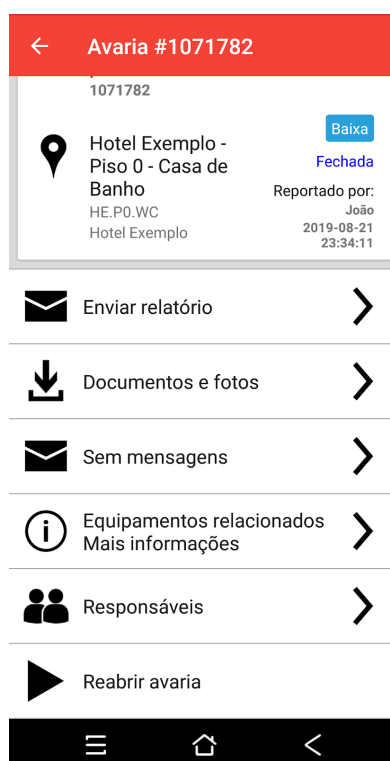 Avaria #1071782
1071782
Baixa
Hotel Exemplo -
Piso 0 - Casa de
Banho
HE.P0.WC
Hotel Exemplo
Fechada
Reportado por:
João
2019-08-21
23:34:11
Enviar relatório
Documentos e fotos
Sem mensagens
Equipamentos relacionados
Mais informações
Responsáveis
Reabrir avaria